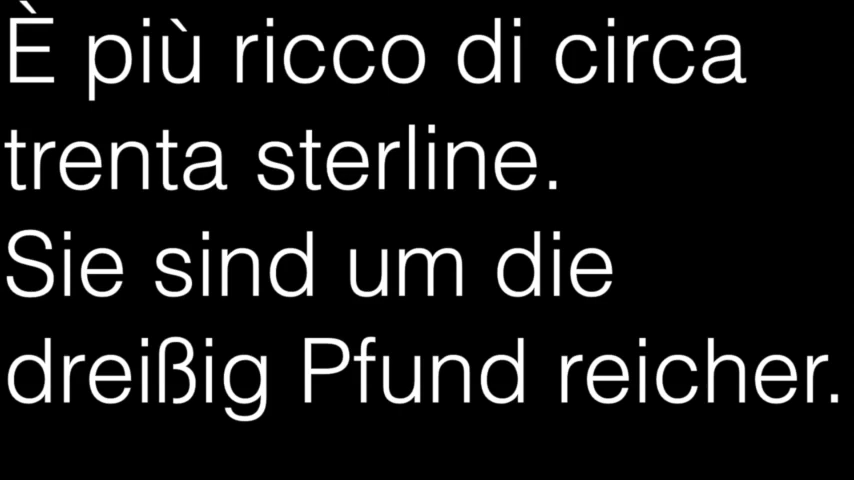 È più ricco di circa
trenta sterline.
Sie sind um die
dreißig Pfund reicher.